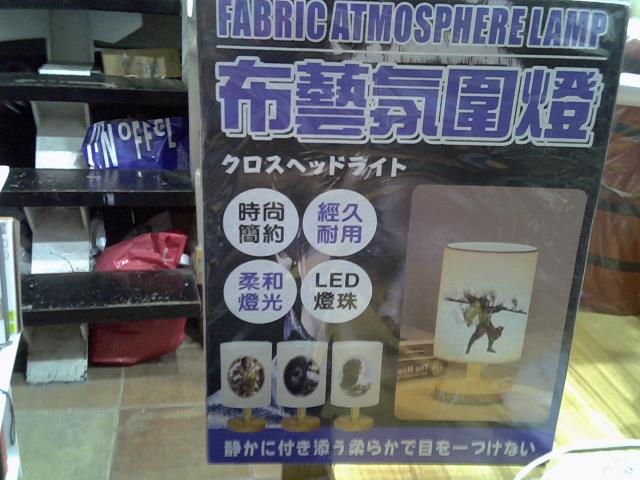 FABRIC ATMOSPHERE LAMP
布藝氛圍燈
クロスヘッドライト
時尚
簡約
經久
耐用
柔和
燈光
LED
燈珠
静かに付き添う柔らかで目を一つけない